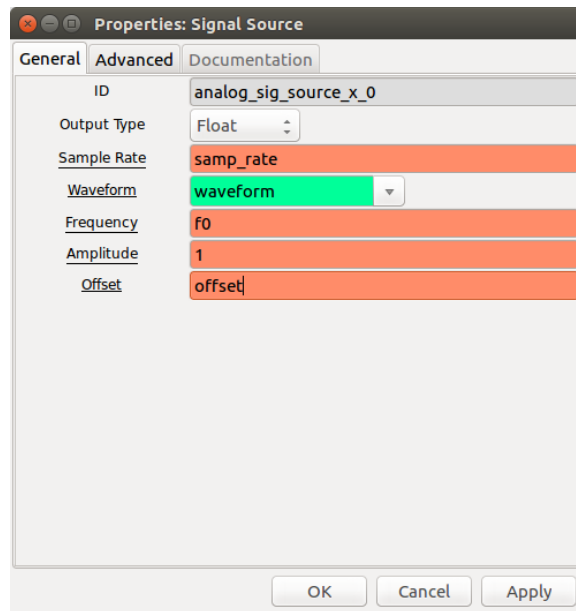 Properties: Signal Source
General Advanced Documentation
ID analog_sig_source_x_0
Output Type Float
Sample Rate samp_rate
Waveform waveform
Frequency f0
Amplitude 1
Offset offset
OK Cancel Apply